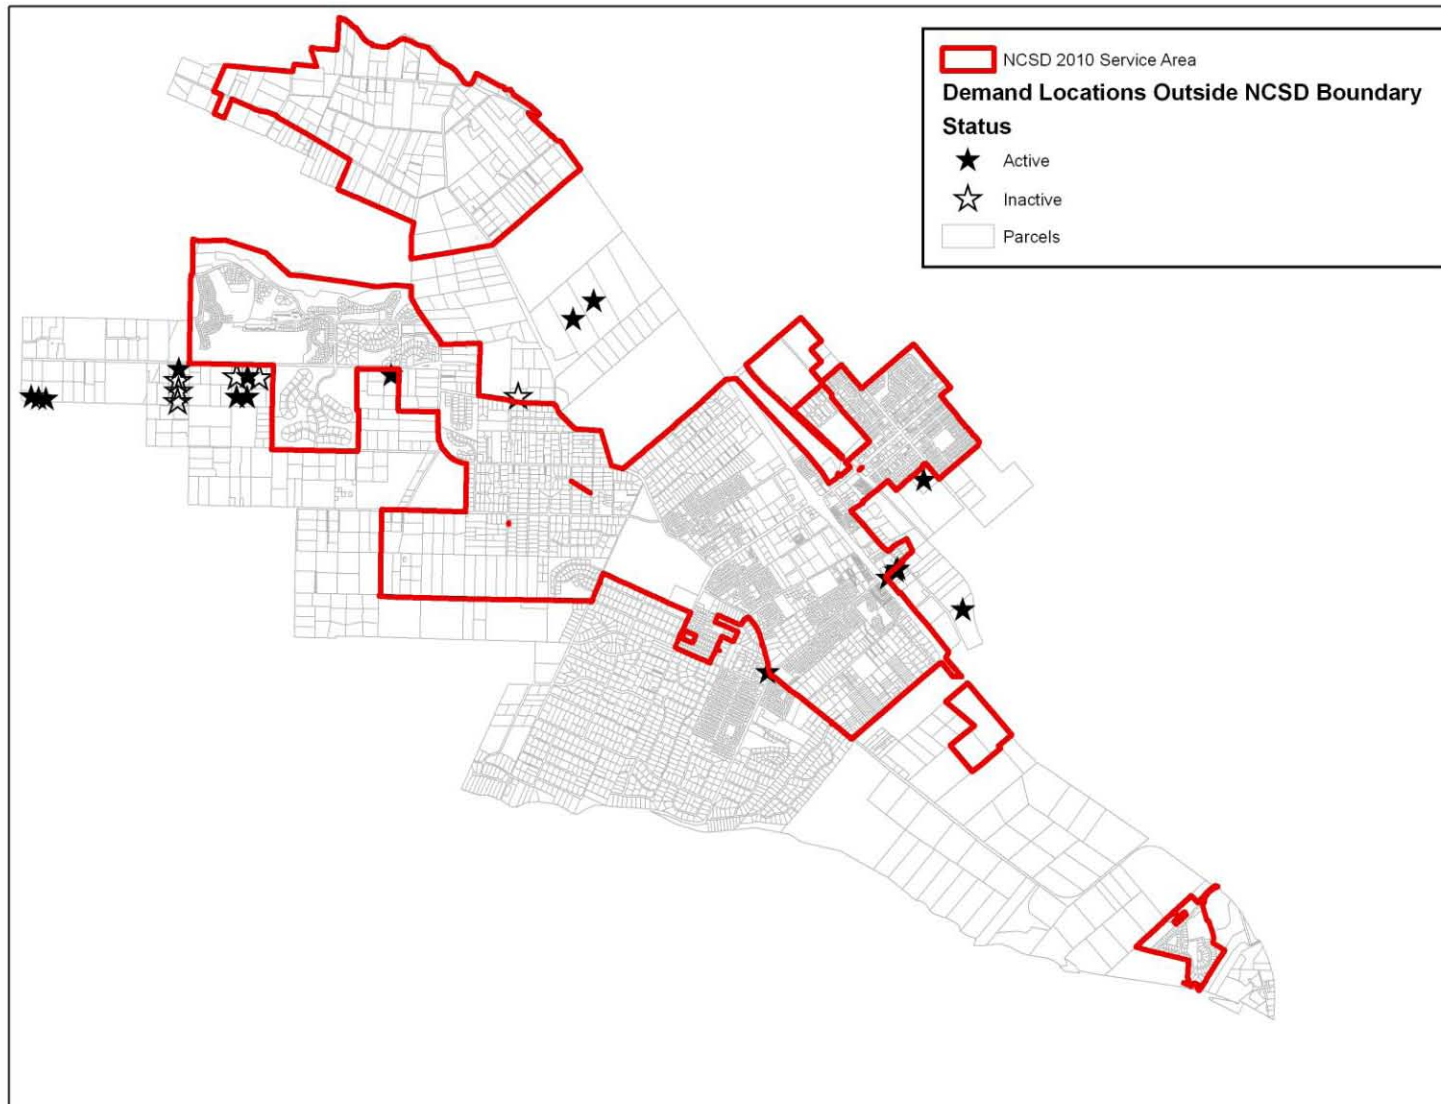 NCSD 2010 Service Area
Demand Locations Outside NCSD Boundary
Status
Active
Inactive
Parcels